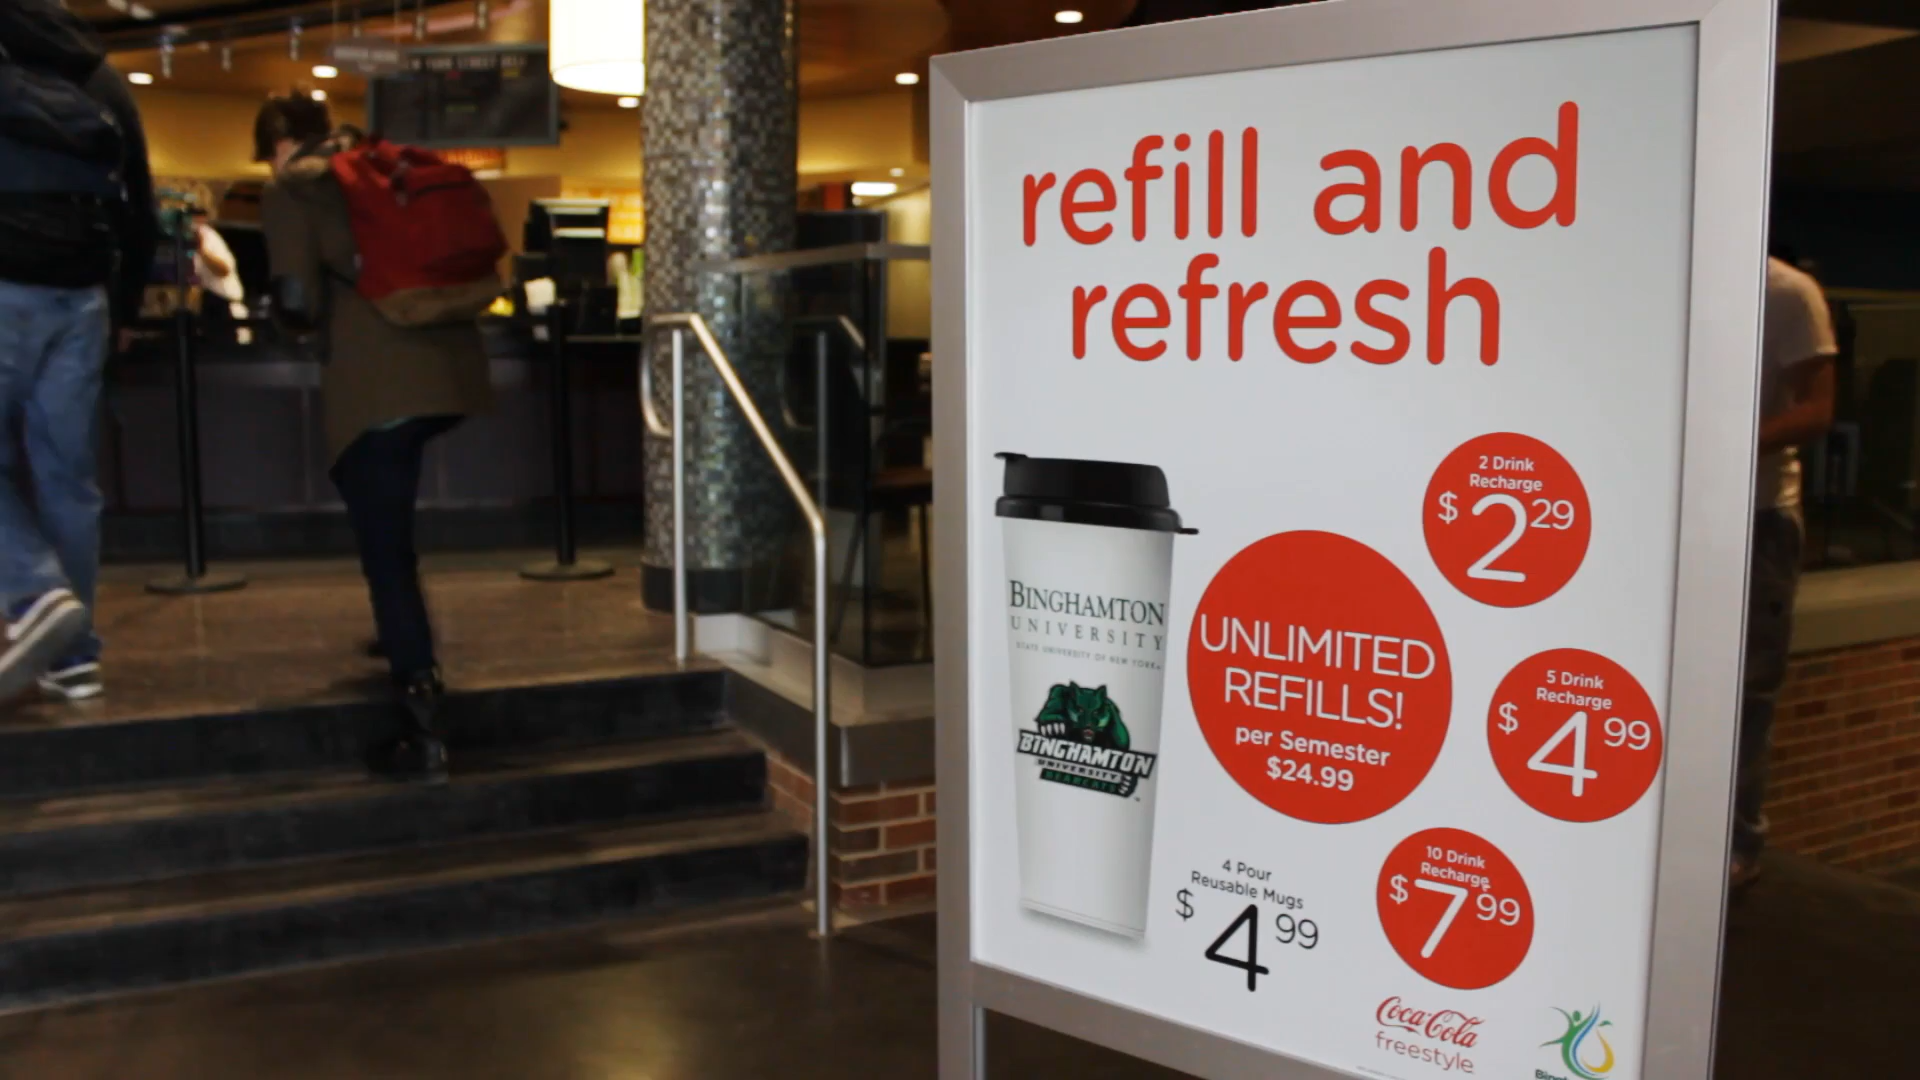 refill and
refresh
2 Drink
Recharge
$2.29
BINGHAMTON
UNIVERSITY
STATE UNIVERSITY OF NEW YORK
BINGHAMTON
UNIVERSITY
BEARCATS
UNLIMITED
REFILLS!
per Semester
$24.99
5 Drink
Recharge
$4.99
4 Pour
Reusable Mugs
$4.99
10 Drink
Recharge
$7.99
Coca-Cola
freestyle